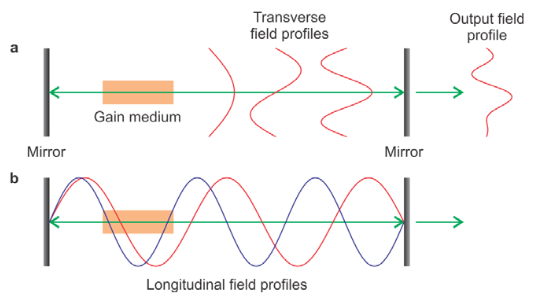 Transverse
field profiles
Output field
profile
a
Gain medium
Mirror
Mirror
b
Longitudinal field profiles